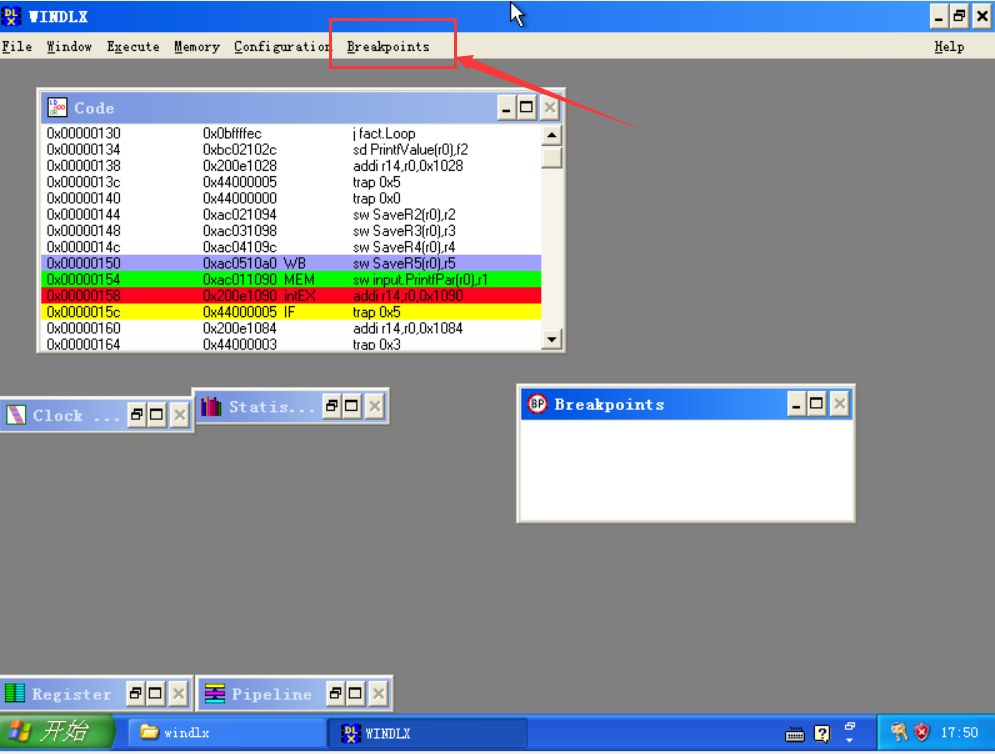 WINDLX
File Window Execute Memory Configuration Breakpoints Help
Code
0x00000130 0x0bffffec j fact.Loop
0x00000134 0xbc02102c sd PrintfValue(r0),f2
0x00000138 0x200e1028 addi r14,r0,0x1028
0x0000013c 0x44000005 trap 0x5
0x00000140 0x44000000 trap 0x0
0x00000144 0xac021094 sw SaveR2(r0),r2
0x00000148 0xac031098 sw SaveR3(r0),r3
0x0000014c 0xac04109c sw SaveR4(r0),r4
0x00000150 0xac0510a0 WB sw SaveR5(r0),r5
0x00000154 0xac011090 MEM sw input.PrintfPar(r0),r1
0x00000158 0x200e1090 intEX addi r14,r0,0x1090
0x0000015c 0x44000005 IF trap 0x5
0x00000160 0x200e1084 addi r14,r0,0x1084
0x00000164 0x44000003 trap 0x3
Clock ...
Statis...
BP Breakpoints
Register
Pipeline
开始 windlx WINDLX 17:50